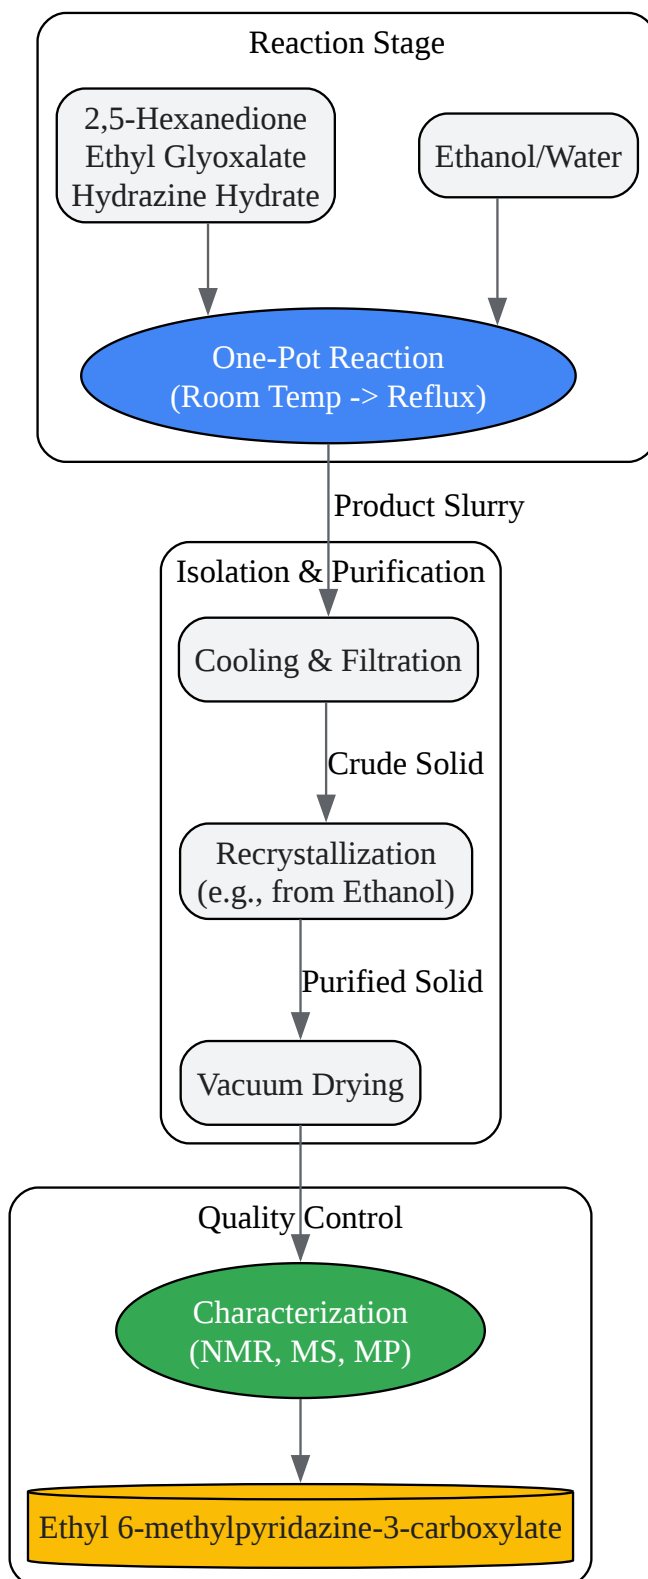 Reaction Stage
2,5-Hexanedione
Ethyl Glyoxalate
Hydrazine Hydrate
Ethanol/Water
One-Pot Reaction
(Room Temp -> Reflux)
Product Slurry
Isolation & Purification
Cooling & Filtration
Crude Solid
Recrystallization
(e.g., from Ethanol)
Purified Solid
Vacuum Drying
Quality Control
Characterization
(NMR, MS, MP)
Ethyl 6-methylpyridazine-3-carboxylate